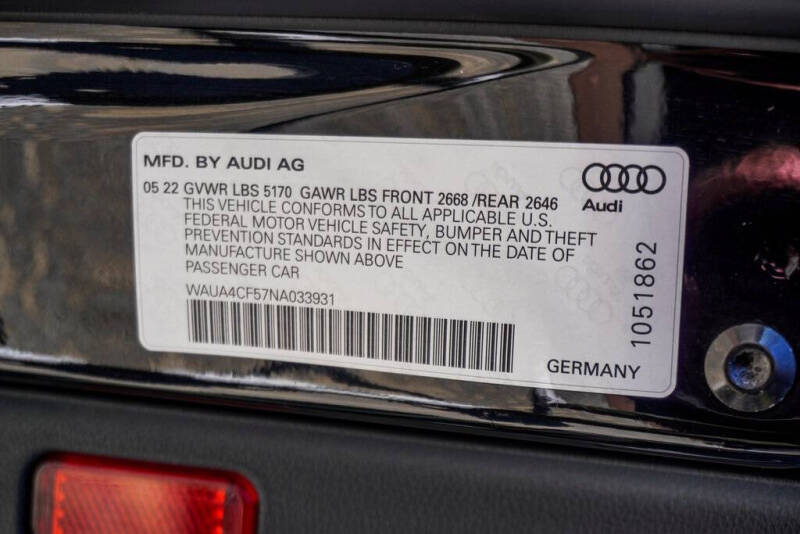 MFD. BY AUDI AG
05 22 GVWR LBS 5170 GAWR LBS FRONT 2668 /REAR 2646
THIS VEHICLE CONFORMS TO ALL APPLICABLE U.S.
FEDERAL MOTOR VEHICLE SAFETY, BUMPER AND THEFT
PREVENTION STANDARDS IN EFFECT ON THE DATE OF
MANUFACTURE SHOWN ABOVE
PASSENGER CAR
WAUA4CF57NA033931
Audi
1051862
GERMANY